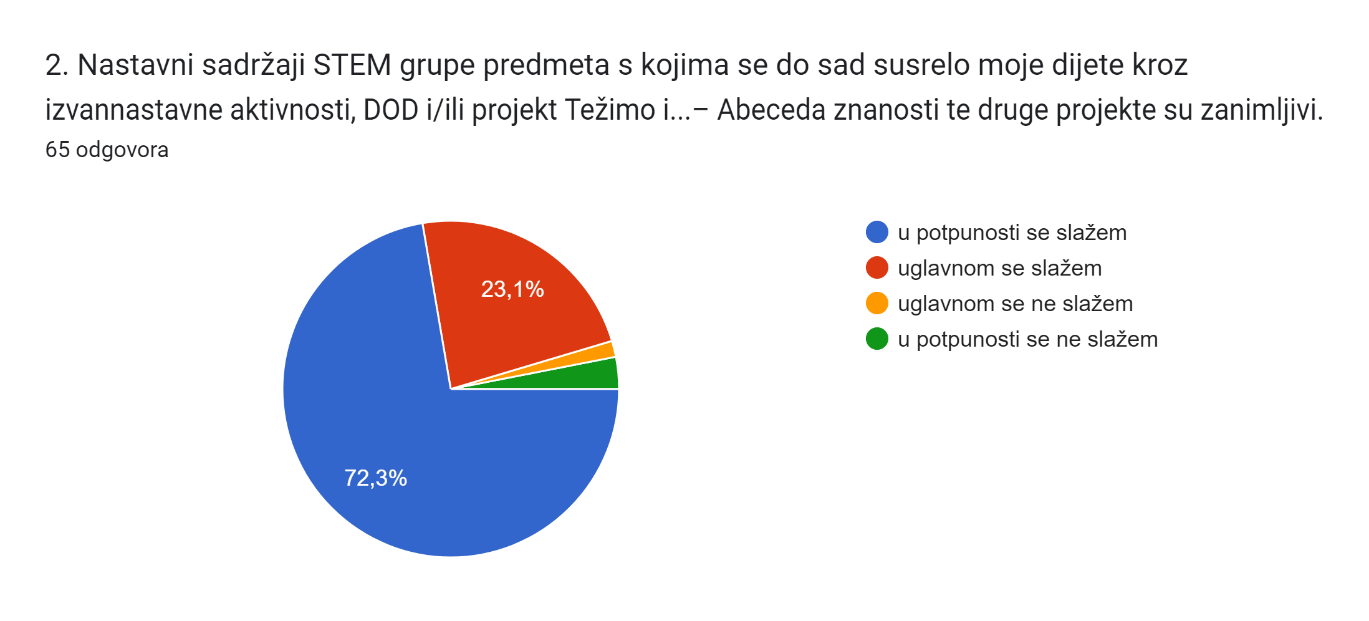 2. Nastavni sadržaji STEM grupe predmeta s kojima se do sad susrelo moje dijete kroz
izvannastavne aktivnosti, DOD i/ili projekt Težimo i...– Abeceda znanosti te druge projekte su zanimljivi.
65 odgovora
u potpunosti se slažem
uglavnom se slažem
uglavnom se ne slažem
u potpunosti se ne slažem
23,1%
72,3%